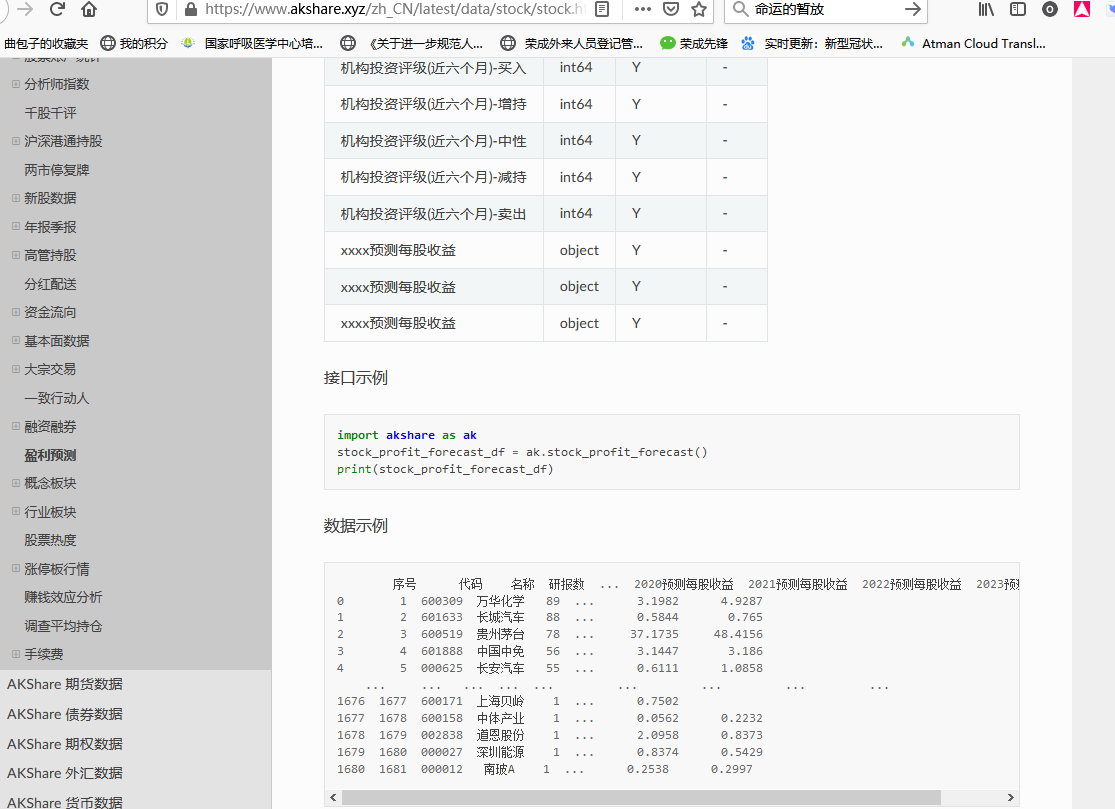 https://www.akshare.xyz/zh_CN/latest/data/stock/stock.h
命运的暂放
曲包子的收藏夹 我的积分 国家呼吸医学中心培... 《关于进一步规范人... 荣成外来人员登记管... 荣成先锋 实时更新：新型冠状... Atman Cloud Transl...
分析师指数
千股千评
沪深港通持股
两市停复牌
新股数据
年报季报
高管持股
分红配送
资金流向
基本面数据
大宗交易
一致行动人
融资融券
盈利预测
概念板块
行业板块
股票热度
涨停板行情
赚钱效应分析
调查平均持仓
手续费
AKShare 期货数据
AKShare 债券数据
AKShare 期权数据
AKShare 外汇数据
AKShare 货币数据
机构投资评级(近六个月)-买入 int64 Y -
机构投资评级(近六个月)-增持 int64 Y -
机构投资评级(近六个月)-中性 int64 Y -
机构投资评级(近六个月)-减持 int64 Y -
机构投资评级(近六个月)-卖出 int64 Y -
xxxx预测每股收益 object Y -
xxxx预测每股收益 object Y -
xxxx预测每股收益 object Y -
接口示例
import akshare as ak
stock_profit_forecast_df = ak.stock_profit_forecast()
print(stock_profit_forecast_df)
数据示例
序号 代码 名称 研报数 ... 2020预测每股收益 2021预测每股收益 2022预测每股收益 2023预
0 1 600309 万华化学 89 ... 3.1982 4.9287
1 2 601633 长城汽车 88 ... 0.5844 0.765
2 3 600519 贵州茅台 78 ... 37.1735 48.4156
3 4 601888 中国中免 56 ... 3.1447 3.186
4 5 000625 长安汽车 55 ... 0.6111 1.0858
... ... ... ... ... ... ... ... ...
1676 1677 600171 上海贝岭 1 ... 0.7502
1677 1678 600158 中体产业 1 ... 0.0562 0.2232
1678 1679 002838 道恩股份 1 ... 2.0958 0.8373
1679 1680 000027 深圳能源 1 ... 0.8374 0.5429
1680 1681 000012 南玻A 1 ... 0.2538 0.2997